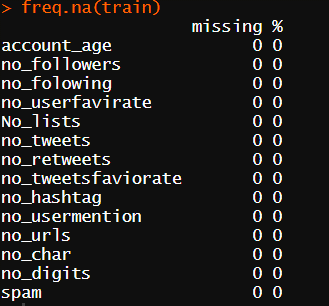 > freq.na(train)
missing %
account_age 0 0
no_followers 0 0
no_folowing 0 0
no_userfavirate 0 0
No_lists 0 0
no_tweets 0 0
no_retweets 0 0
no_tweetsfaviorate 0 0
no_hashtag 0 0
no_usermention 0 0
no_urls 0 0
no_char 0 0
no_digits 0 0
spam 0 0